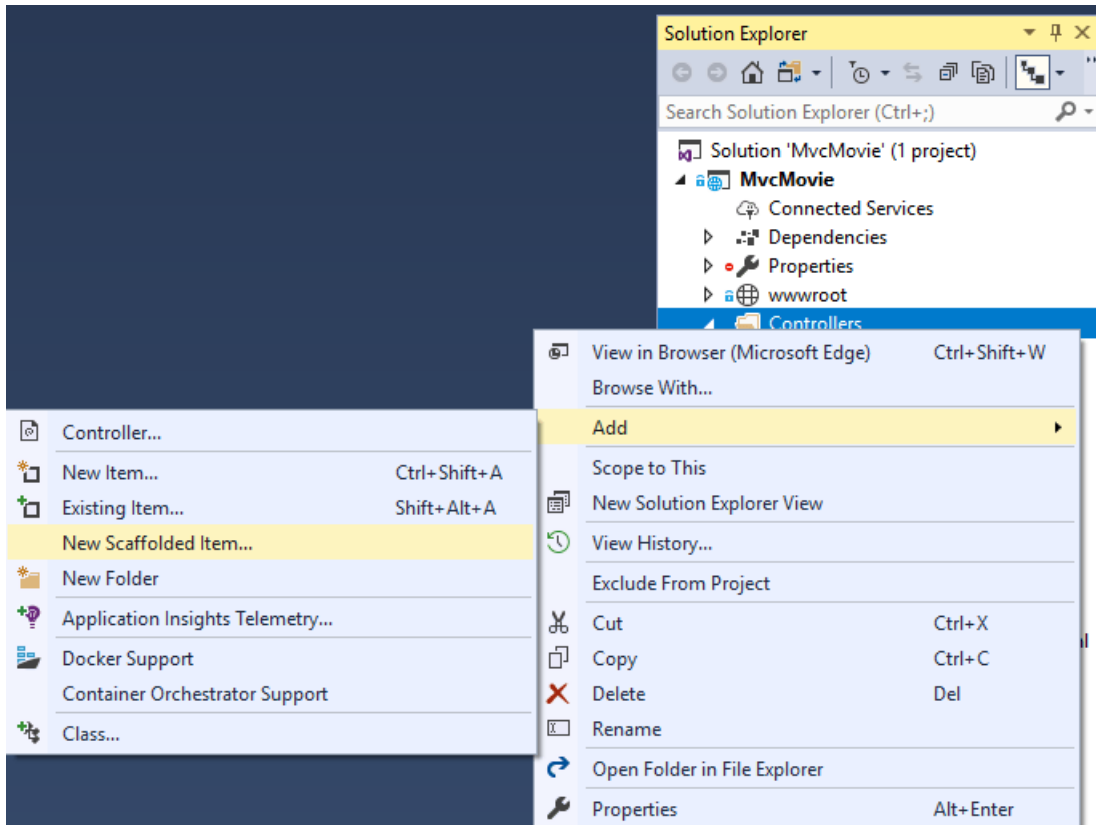 Solution Explorer
Search Solution Explorer (Ctrl+;)
Solution 'MvcMovie' (1 project)
MvcMovie
Connected Services
Dependencies
Properties
wwwroot
Controllers
View in Browser (Microsoft Edge) Ctrl+Shift+W
Browse With...
Add
Scope to This
New Solution Explorer View
View History...
Exclude From Project
Cut Ctrl+X
Copy Ctrl+C
Delete Del
Rename
Open Folder in File Explorer
Properties Alt+Enter
Controller...
New Item... Ctrl+Shift+A
Existing Item... Shift+Alt+A
New Scaffolded Item...
New Folder
Application Insights Telemetry...
Docker Support
Container Orchestrator Support
Class...